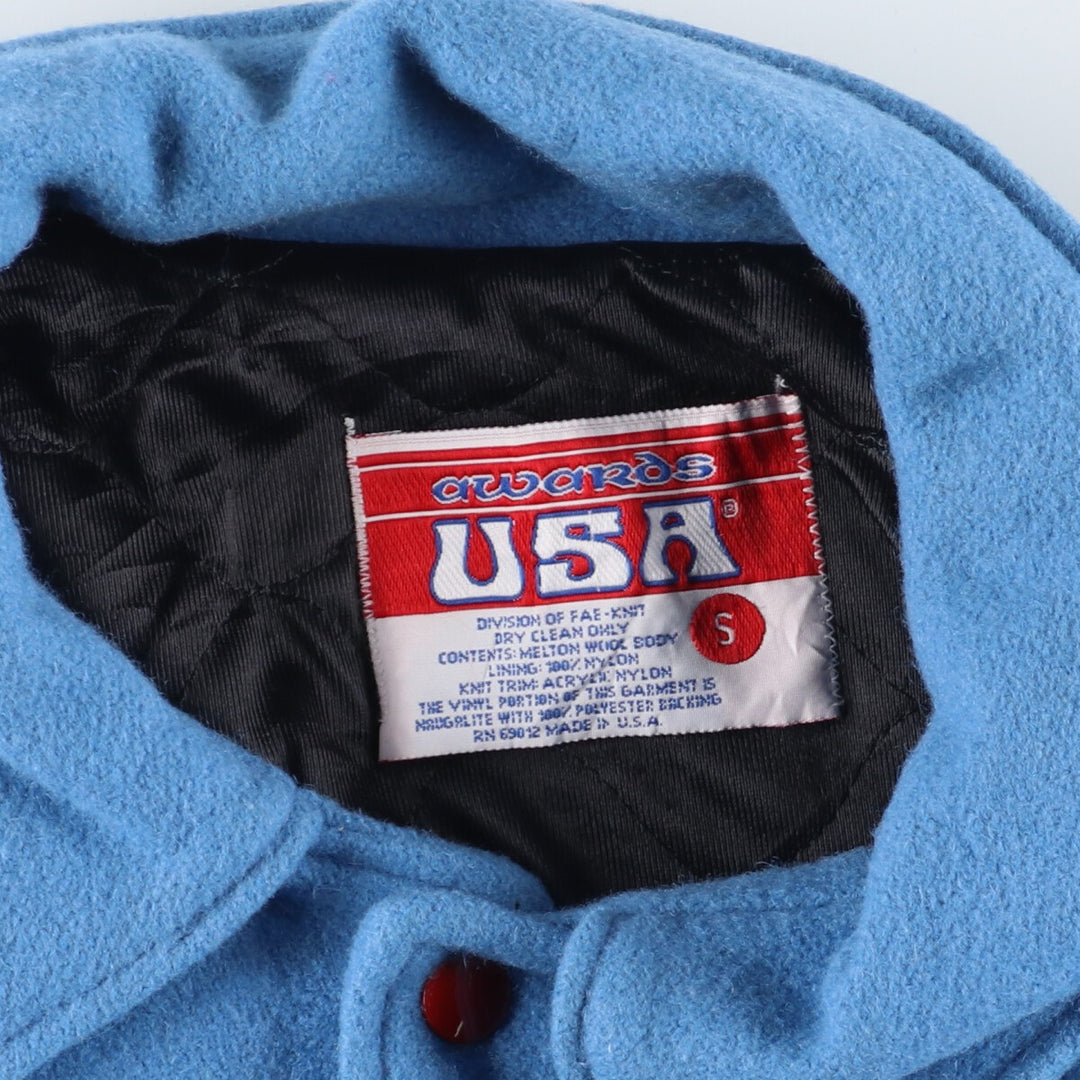 awards
USA®
DIVISION OF FAE-KNIT
DRY CLEAN ONLY
S
CONTENTS: MELTON WOOL BODY
LINING: 100% NYLON
KNIT TRIM: ACRYLIC NYLON
THE VINYL PORTION OF THIS GARMENT IS
NAUGALITE WITH 100% POLYESTER BACKING
RN 69012 MADE IN U.S.A.